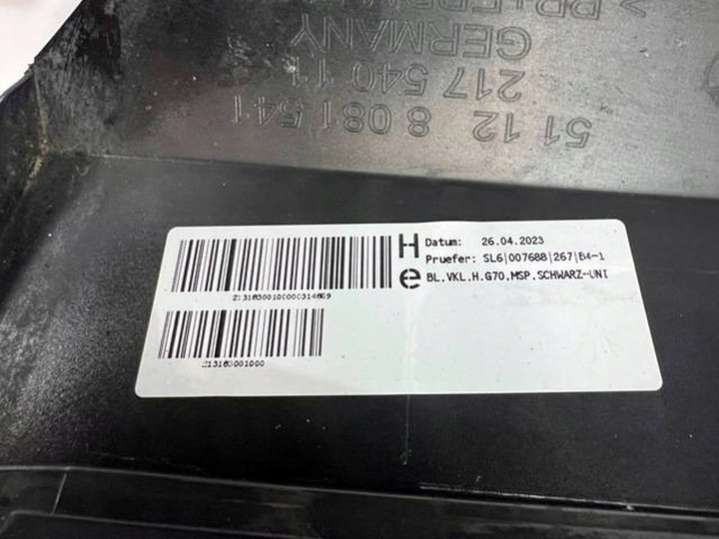 GERMANY
217 540 11
51 12 8 081 541
H
e
Datum: 26.04.2023
Pruefer: SL6|007688|267|B4-1
BL.VKL.H.G70.MSP.SCHWARZ-UNI
213183001000